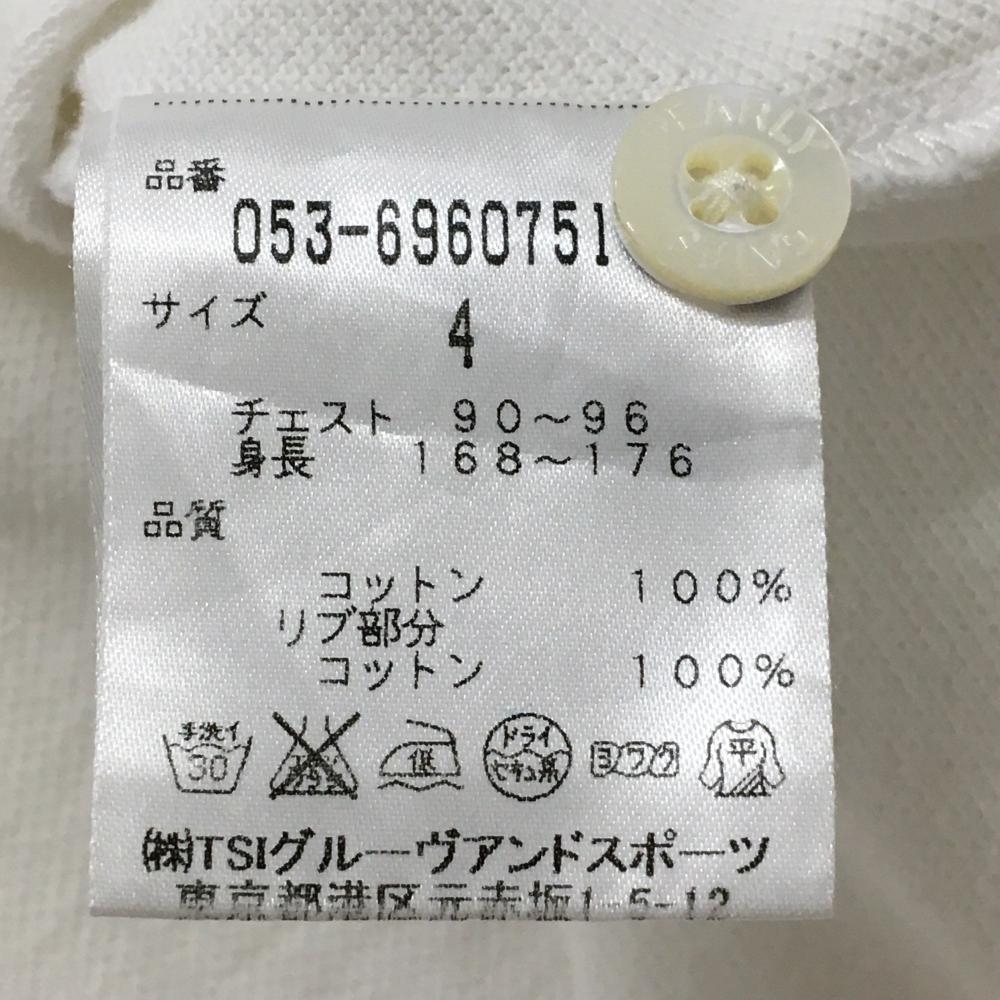 品番
053-6960751
サイズ
4
チェスト 90~96
身長 168~176
品質
コットン 100%
リブ部分
コットン 100%
手洗イ
30
低
ドライ
セキユ系
ヨワク
平
㈱TSIグルーヴアンドスポーツ
東京都港区元赤坂1-5-12
PEARLY
GATES